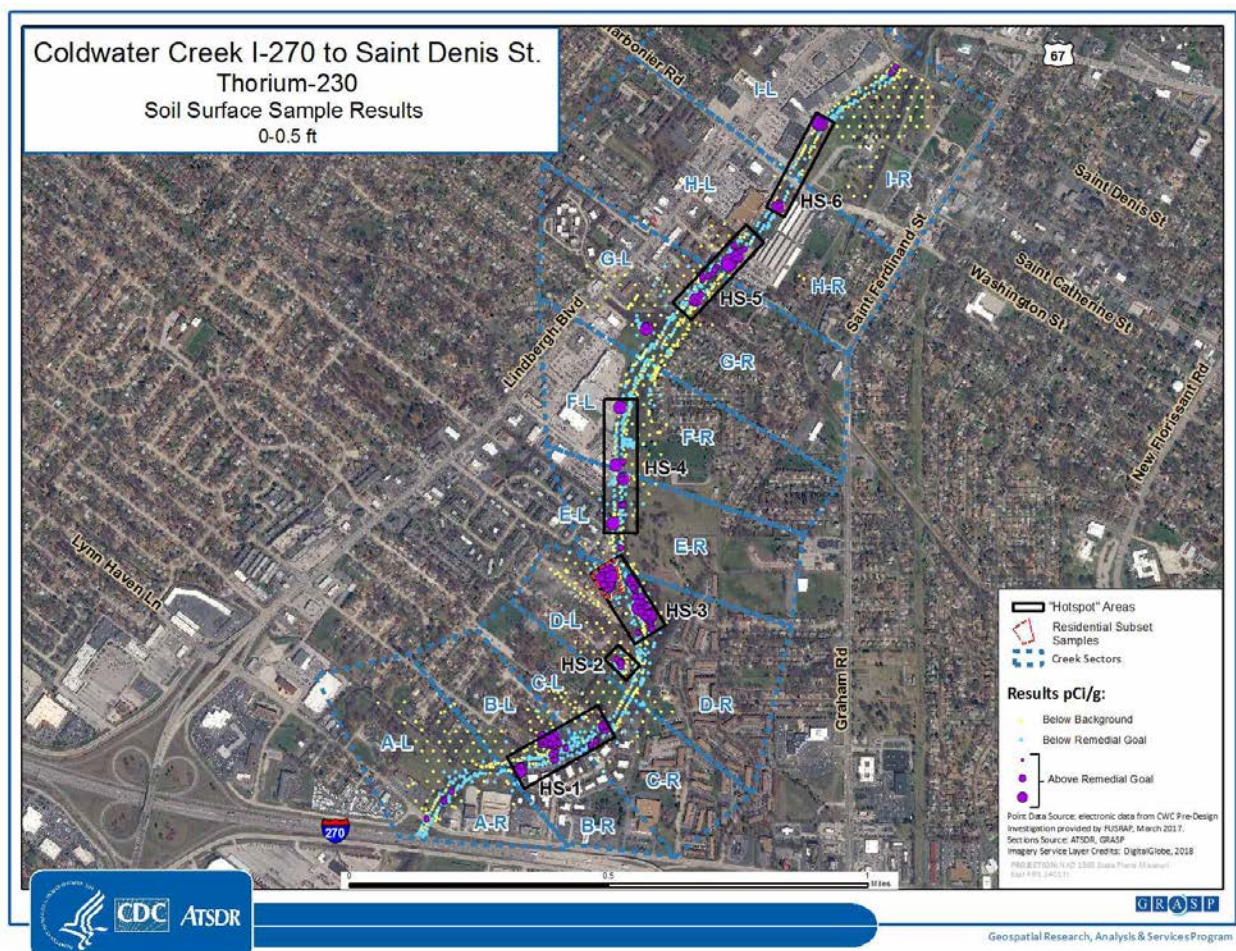 Coldwater Creek I-270 to Saint Denis St.
Thorium-230
Soil Surface Sample Results
0-0.5 ft
67
I-L
Saint Denis St
H-L
I-R
HS-6
Saint Ferdinand St
Saint Catherine St
Washington St
G-L
HS-5
H-R
Lindbergh Blvd
G-R
New Florissant Rd
F-L
F-R
HS-4
E-L
E-R
Lynn Haven Ln
D-L
HS-3
HS-2
C-L
D-R
Graham Rd
B-L
A-L
HS-1
C-R
A-R
B-R
270
"Hotspot" Areas
Residential Subset
Samples
Creek Sectors
Results pCi/g:
Below Background
Below Remedial Goal
Above Remedial Goal
Point Data Source: electronic data from CWC Pre-Design
Investigation provided by FUSRAP, March 2017.
Sections Source: ATSDR, GRASP
Imagery Service Layer Credits: DigitalGlobe, 2018
0
0.5
1
Miles
CDC
ATSDR
GRASP
Geospatial Research, Analysis & Services Program